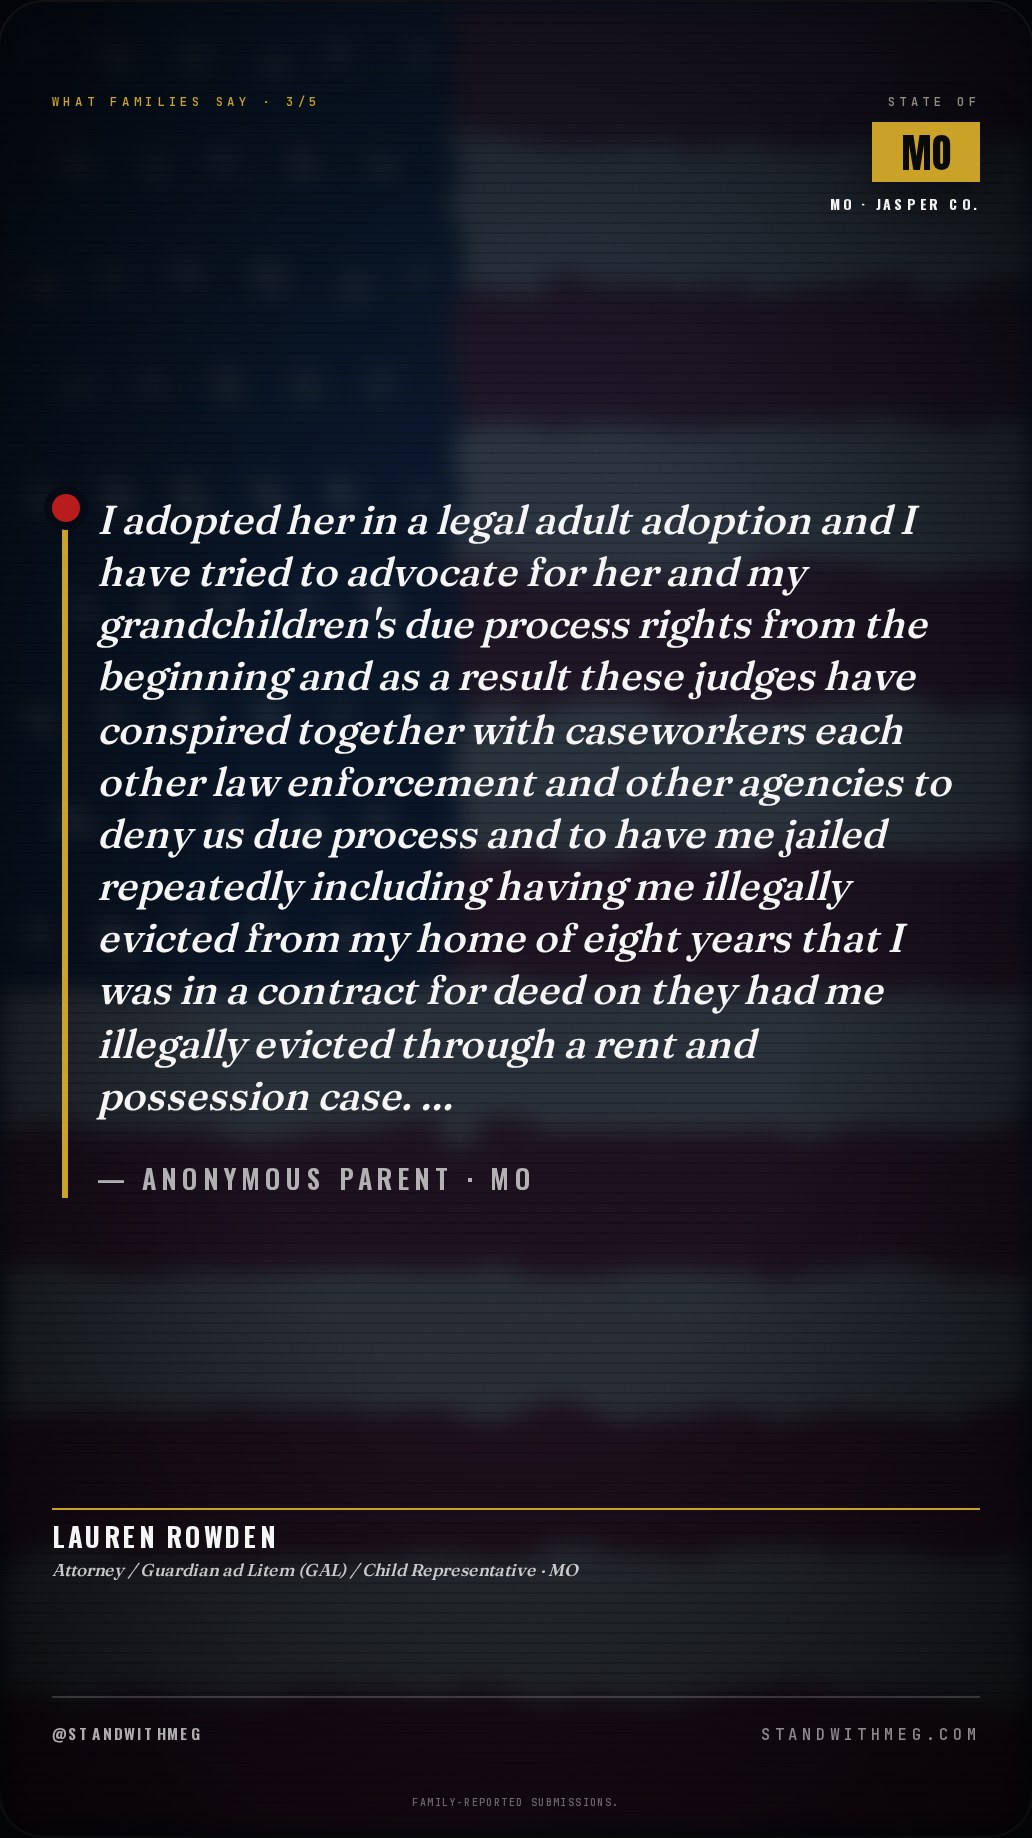 WHAT FAMILIES SAY · 3/5
STATE OF
MO
MO · JASPER CO.
I adopted her in a legal adult adoption and I
have tried to advocate for her and my
grandchildren's due process rights from the
beginning and as a result these judges have
conspired together with caseworkers each
other law enforcement and other agencies to
deny us due process and to have me jailed
repeatedly including having me illegally
evicted from my home of eight years that I
was in a contract for deed on they had me
illegally evicted through a rent and
possession case. ...
— ANONYMOUS PARENT · MO
LAUREN ROWDEN
Attorney / Guardian ad Litem (GAL) / Child Representative · MO
@STANDWITHMEG
STANDWITHMEG.COM
FAMILY-REPORTED SUBMISSIONS.